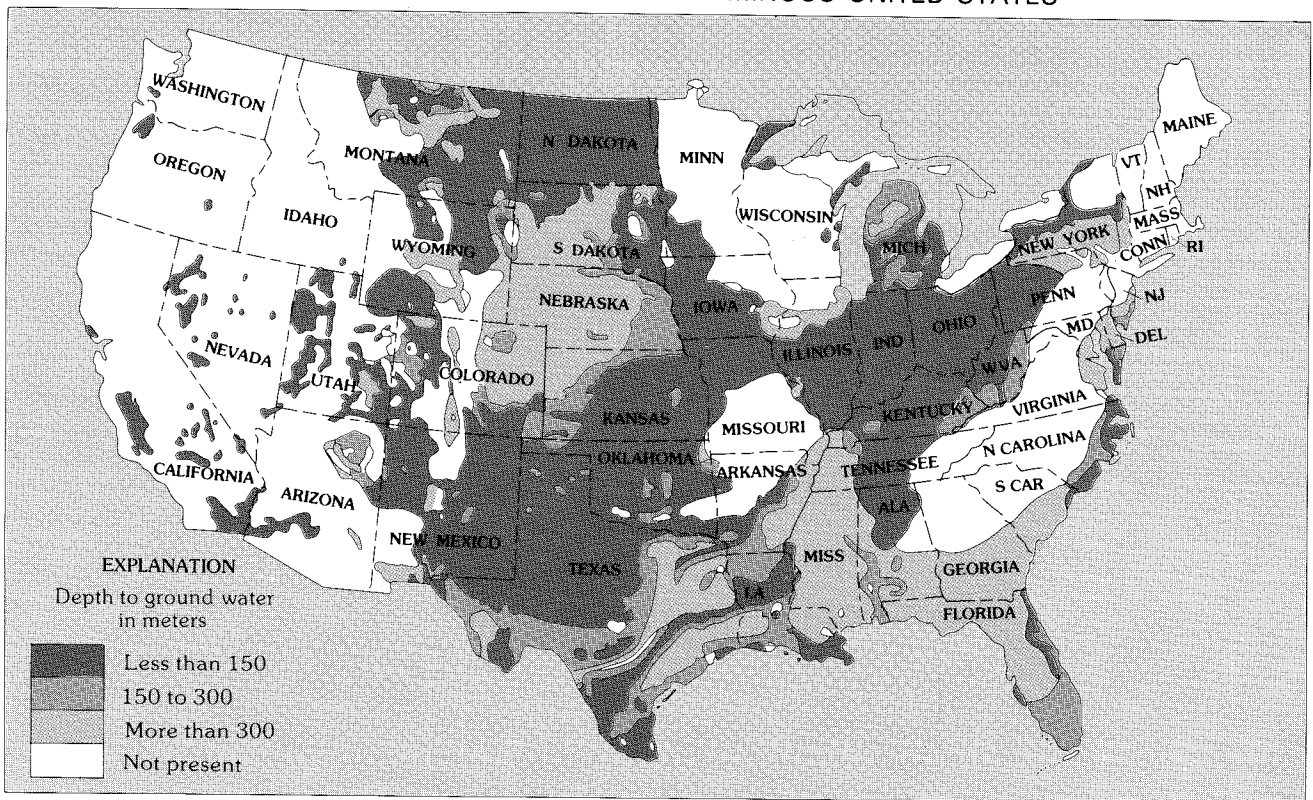 UNITED STATES
WASHINGTON
MAINE
MONTANA
N DAKOTA
MINN
VT
OREGON
NH
IDAHO
WISCONSIN
MASS
WYOMING
S DAKOTA
MICH
NEW YORK
CONN
RI
NEBRASKA
IOWA
PENN
NJ
NEVADA
UTAH
COLORADO
ILLINOIS
IND
OHIO
MD
DEL
WVA
KANSAS
MISSOURI
KENTUCKY
VIRGINIA
CALIFORNIA
ARIZONA
OKLAHOMA
ARKANSAS
TENNESSEE
N CAROLINA
S CAR
NEW MEXICO
TEXAS
LA
MISS
ALA
GEORGIA
FLORIDA
EXPLANATION
Depth to ground water
in meters
Less than 150
150 to 300
More than 300
Not present